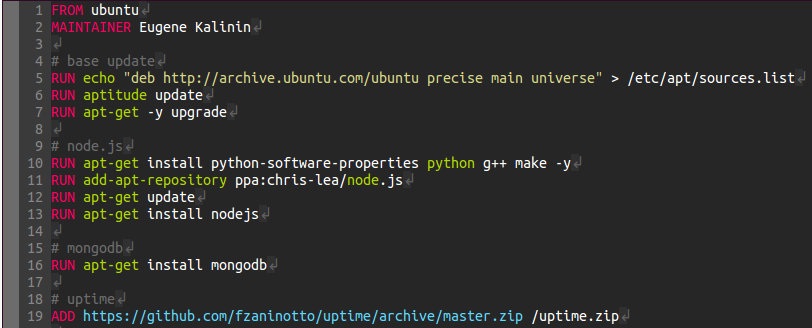 1 FROM ubuntu
2 MAINTAINER Eugene Kalinin
3
4 # base update
5 RUN echo "deb http://archive.ubuntu.com/ubuntu precise main universe" > /etc/apt/sources.list
6 RUN aptitude update
7 RUN apt-get -y upgrade
8
9 # node.js
10 RUN apt-get install python-software-properties python g++ make -y
11 RUN add-apt-repository ppa:chris-lea/node.js
12 RUN apt-get update
13 RUN apt-get install nodejs
14
15 # mongodb
16 RUN apt-get install mongodb
17
18 # uptime
19 ADD https://github.com/fzaninotto/uptime/archive/master.zip /uptime.zip